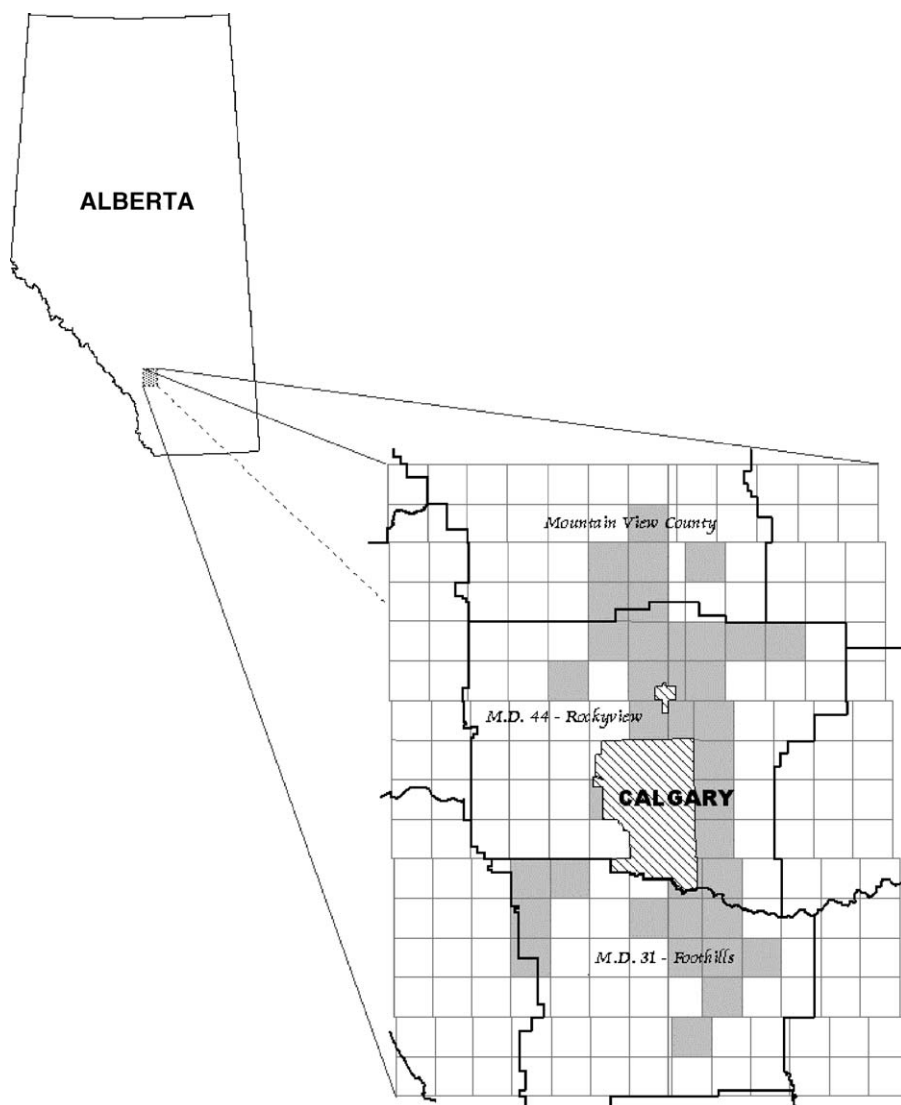 ALBERTA
Mountain View County
M.D. 44 - Rockyview
CALGARY
M.D. 31 - Foothills